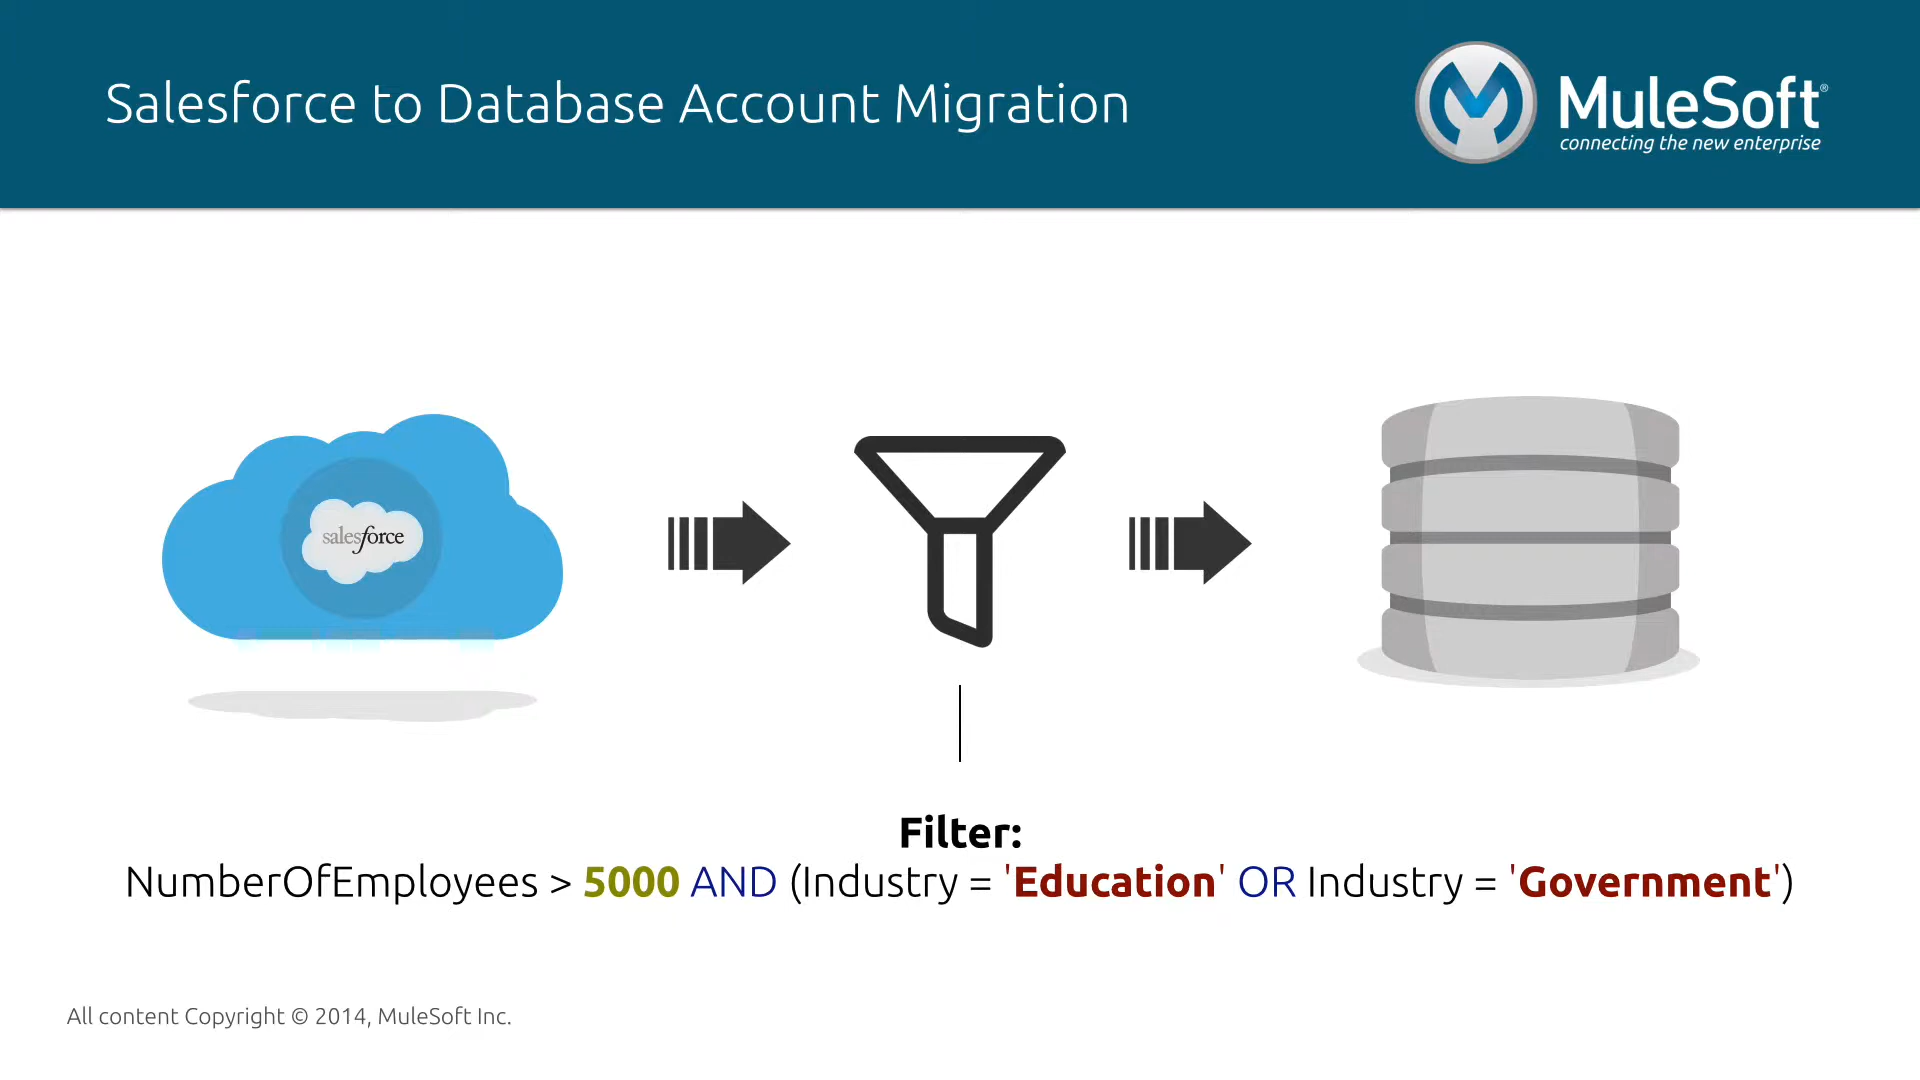 Salesforce to Database Account Migration
MuleSoft®
connecting the new enterprise
salesforce
Filter:
NumberOfEmployees > 5000 AND (Industry = 'Education' OR Industry = 'Government')
All content Copyright © 2014, MuleSoft Inc.